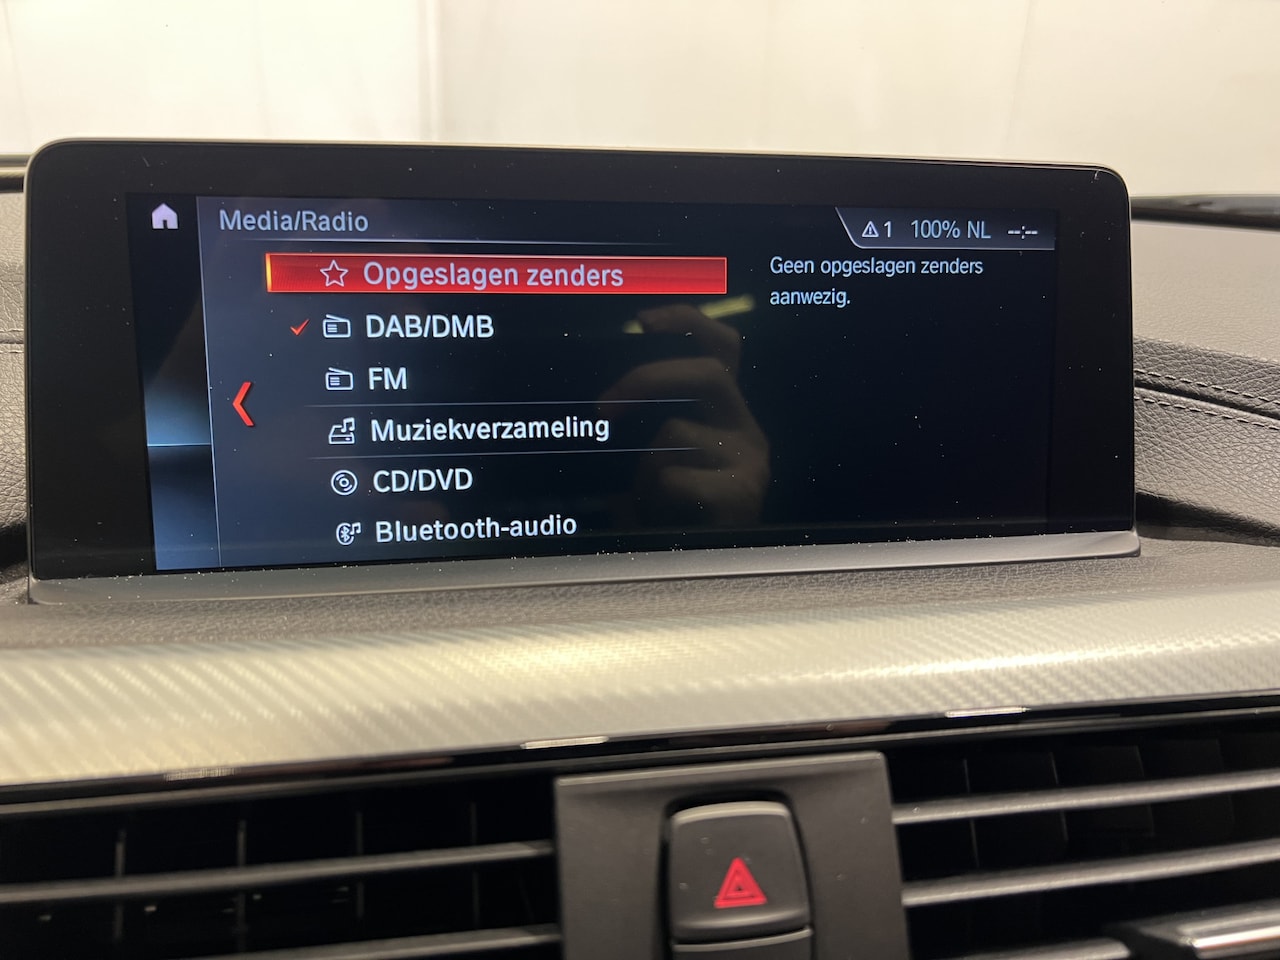 Media/Radio
1 100% NL --:--
Opgeslagen zenders
DAB/DMB
FM
Muziekverzameling
CD/DVD
Bluetooth-audio
Geen opgeslagen zenders
aanwezig.